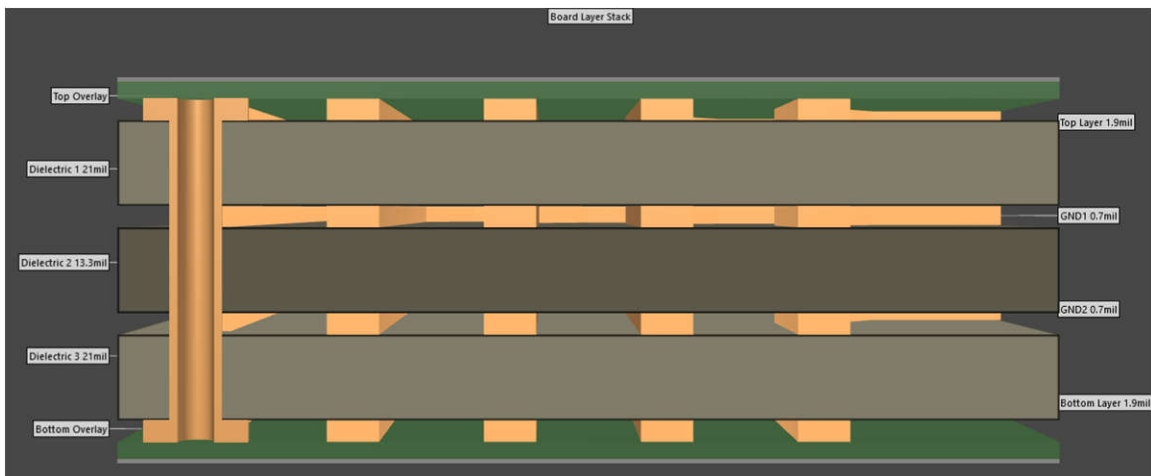 Board Layer Stack
Top Overlay
Top Layer 1.9mil
Dielectric 1 21mil
GND1 0.7mil
Dielectric 2 13.3mil
GND2 0.7mil
Dielectric 3 21mil
Bottom Layer 1.9mil
Bottom Overlay